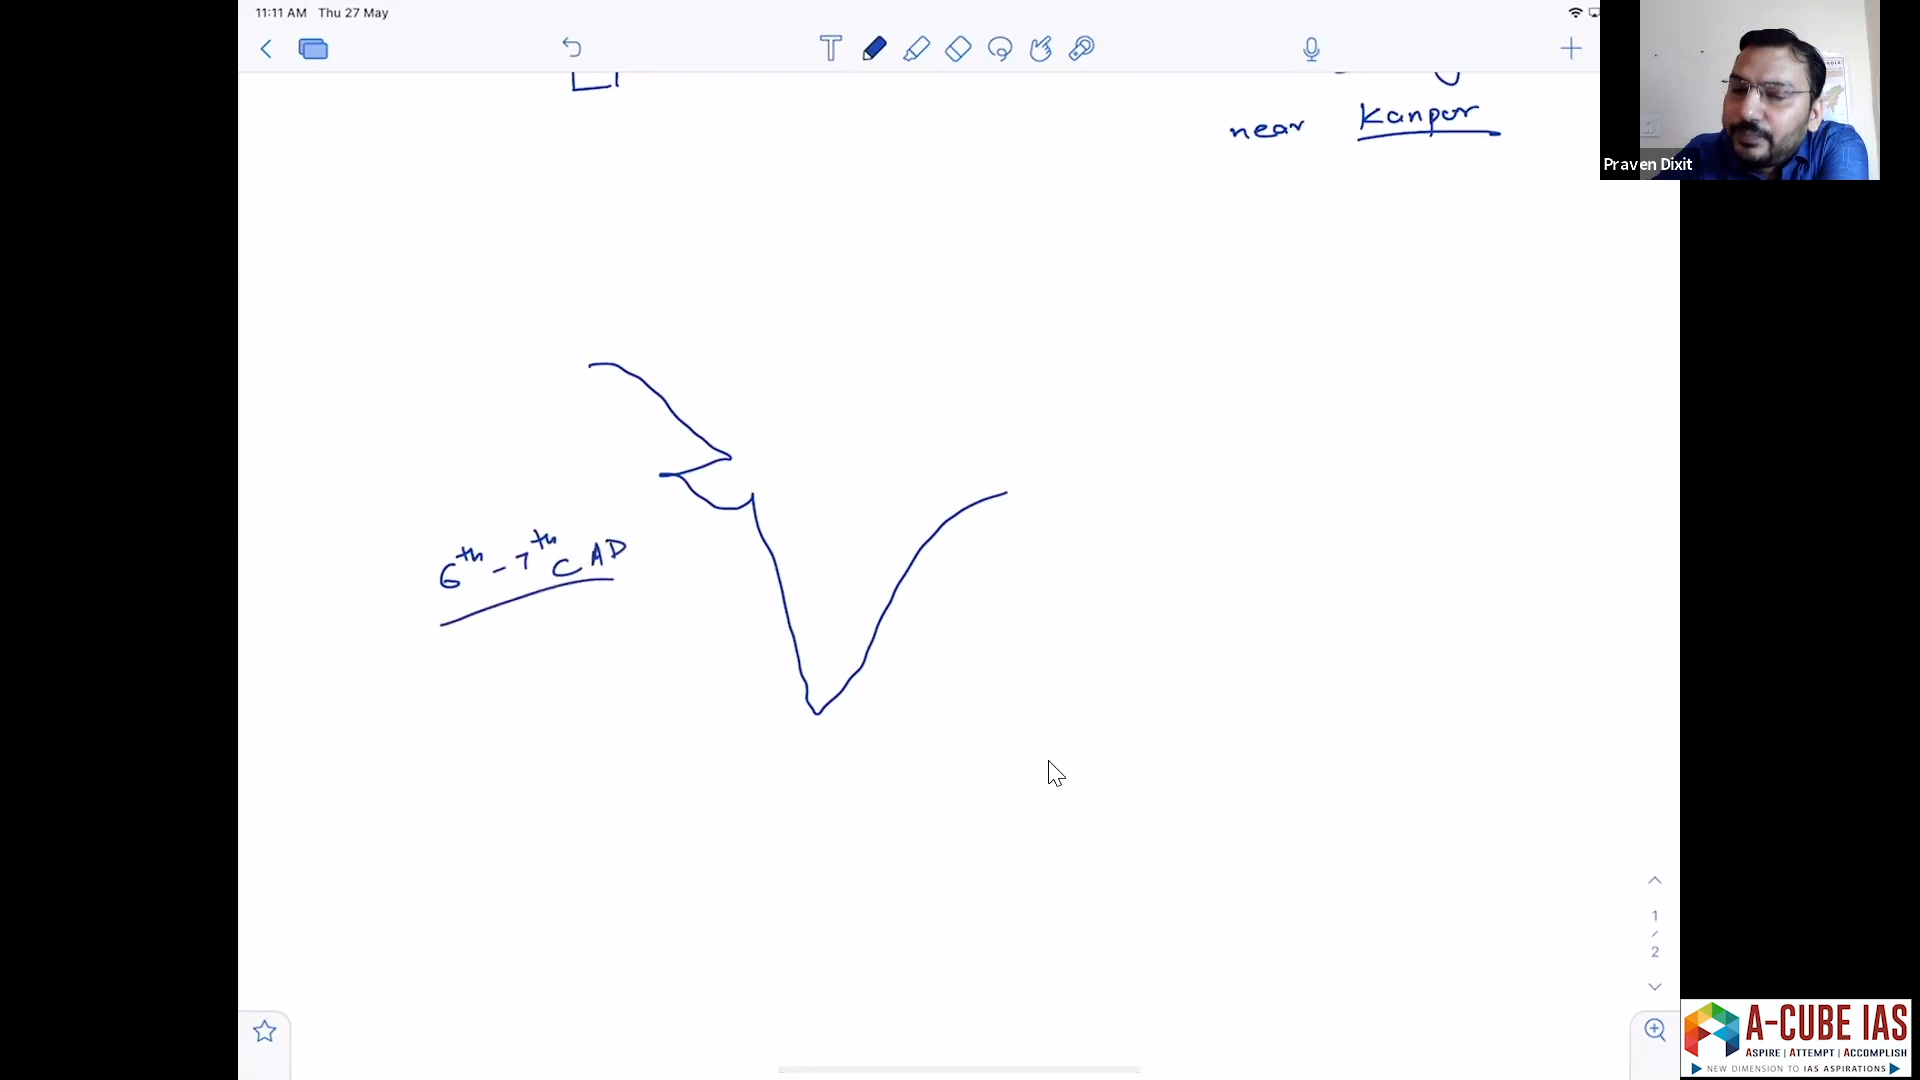 11:11 AM Thu 27 May
near Kanpur
Praven Dixit
6th - 7th C AD
1
2
A-CUBE IAS
ASPIRE | ATTEMPT | ACCOMPLISH
NEW DIMENSION TO IAS ASPIRATIONS